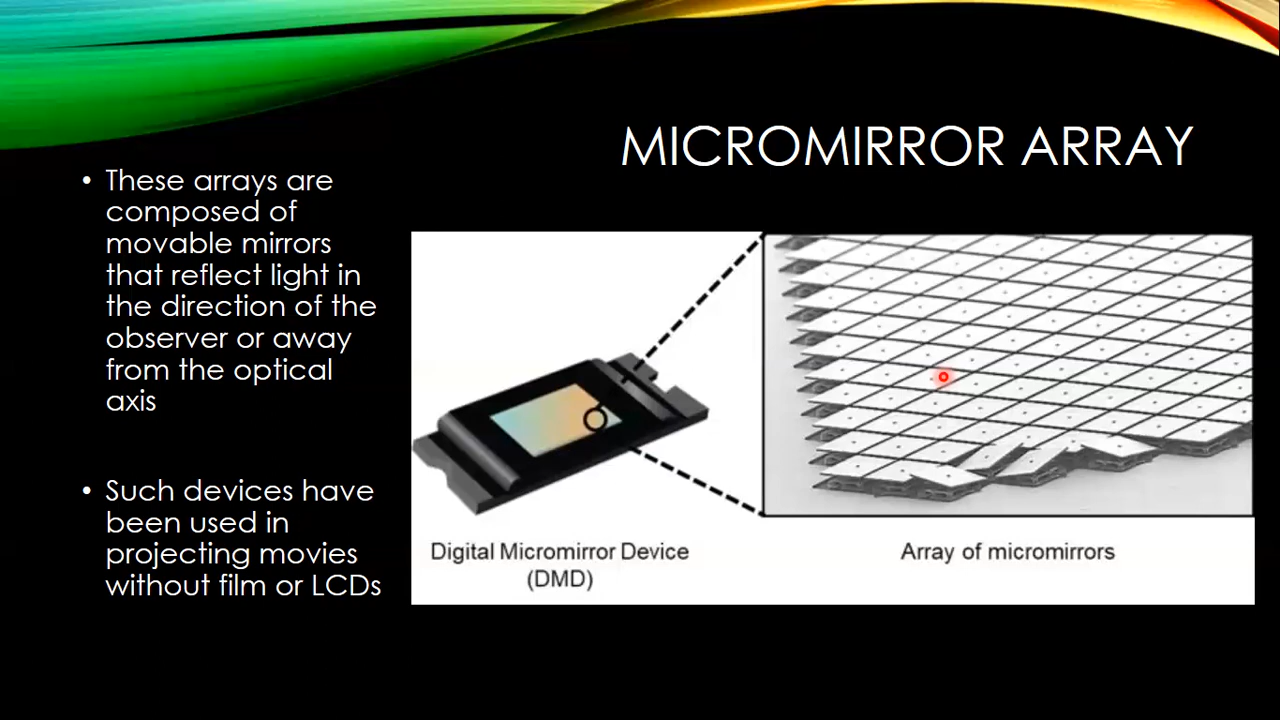 MICROMIRROR ARRAY
• These arrays are
composed of
movable mirrors
that reflect light in
the direction of the
observer or away
from the optical
axis
• Such devices have
been used in
projecting movies
without film or LCDs
Digital Micromirror Device
(DMD)
Array of micromirrors